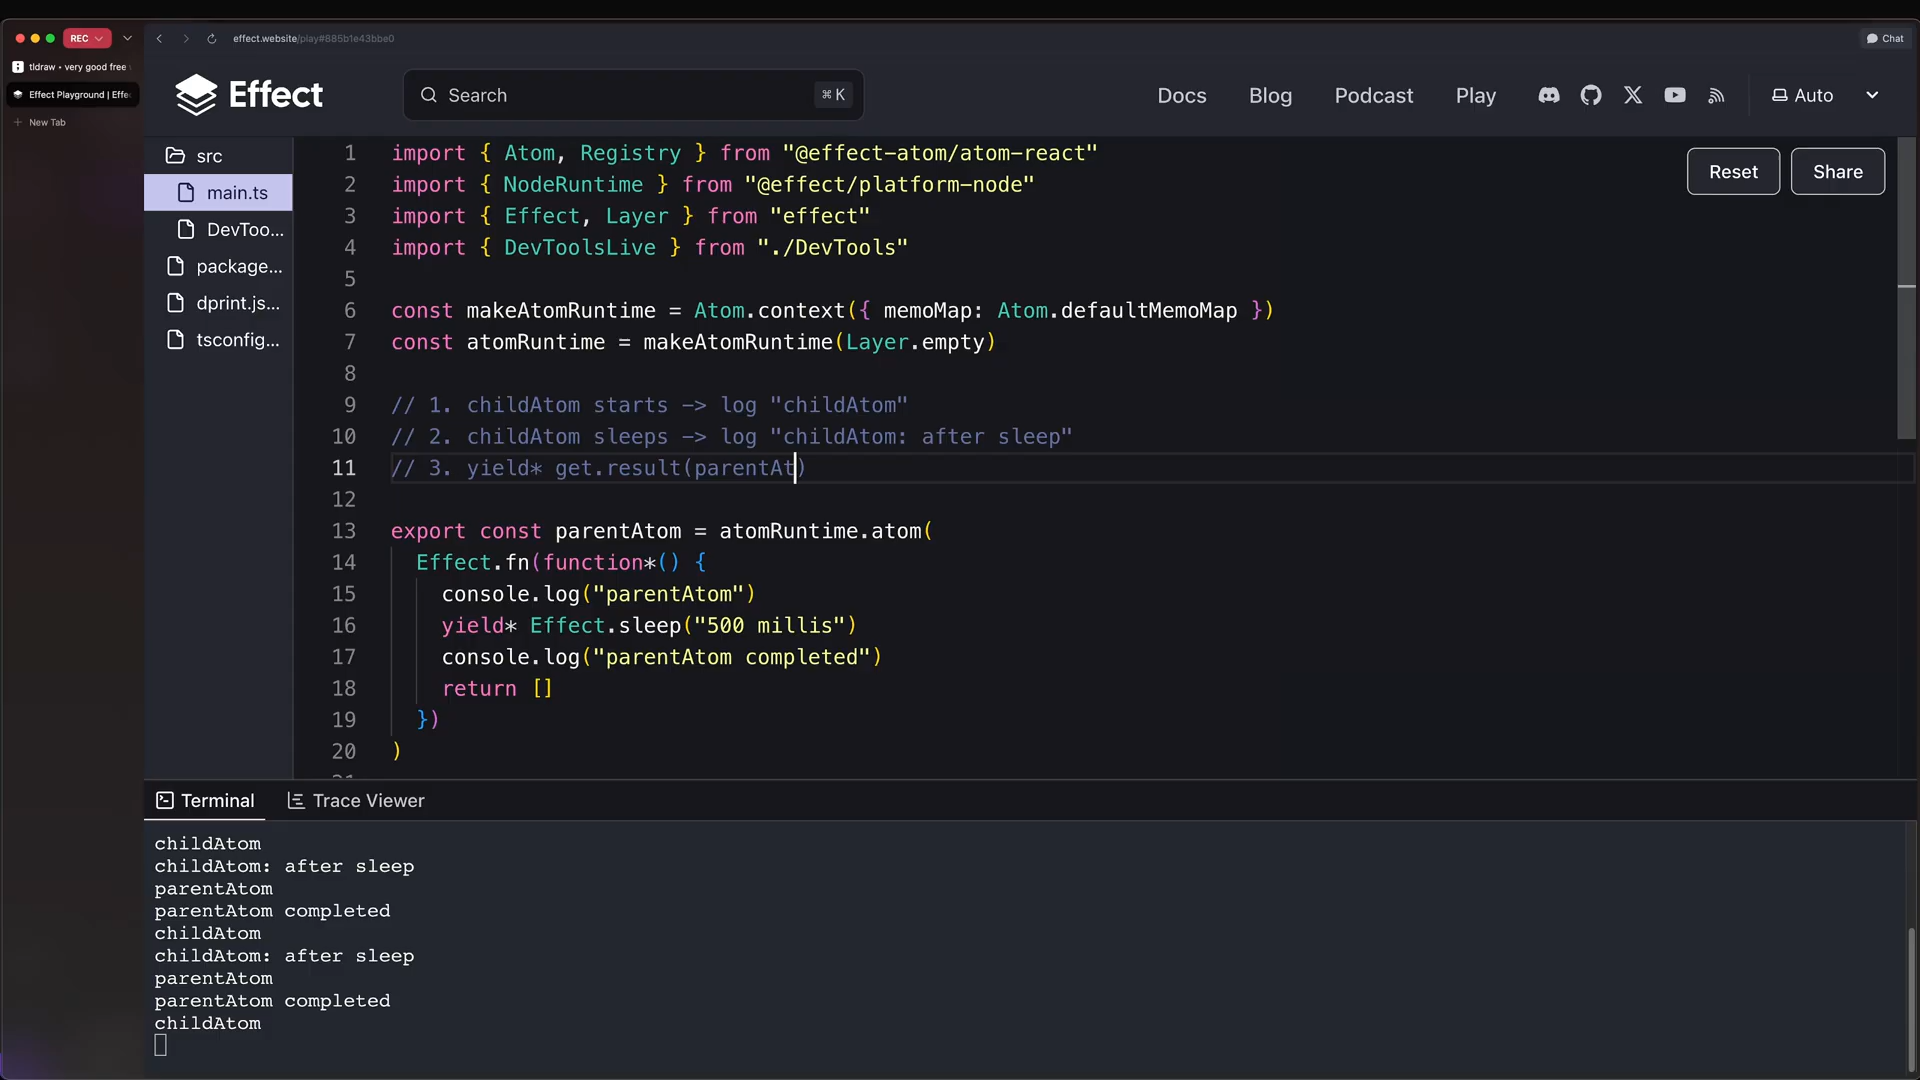 REC
effect.website/play#885b1e43bbe0
Chat
tldraw • very good free
Effect Playground | Effe
New Tab
Effect
Search
⌘ K
Docs
Blog
Podcast
Play
Auto
src
main.ts
DevToo...
package...
dprint.js...
tsconfig...
Reset
Share
1 import { Atom, Registry } from "@effect-atom/atom-react"
2 import { NodeRuntime } from "@effect/platform-node"
3 import { Effect, Layer } from "effect"
4 import { DevToolsLive } from "./DevTools"
5
6 const makeAtomRuntime = Atom.context({ memoMap: Atom.defaultMemoMap })
7 const atomRuntime = makeAtomRuntime(Layer.empty)
8
9 // 1. childAtom starts -> log "childAtom"
10 // 2. childAtom sleeps -> log "childAtom: after sleep"
11 // 3. yield* get.result(parentAt)
12
13 export const parentAtom = atomRuntime.atom(
14 Effect.fn(function*() {
15 console.log("parentAtom")
16 yield* Effect.sleep("500 millis")
17 console.log("parentAtom completed")
18 return []
19 })
20 )
Terminal
Trace Viewer
childAtom
childAtom: after sleep
parentAtom
parentAtom completed
childAtom
childAtom: after sleep
parentAtom
parentAtom completed
childAtom